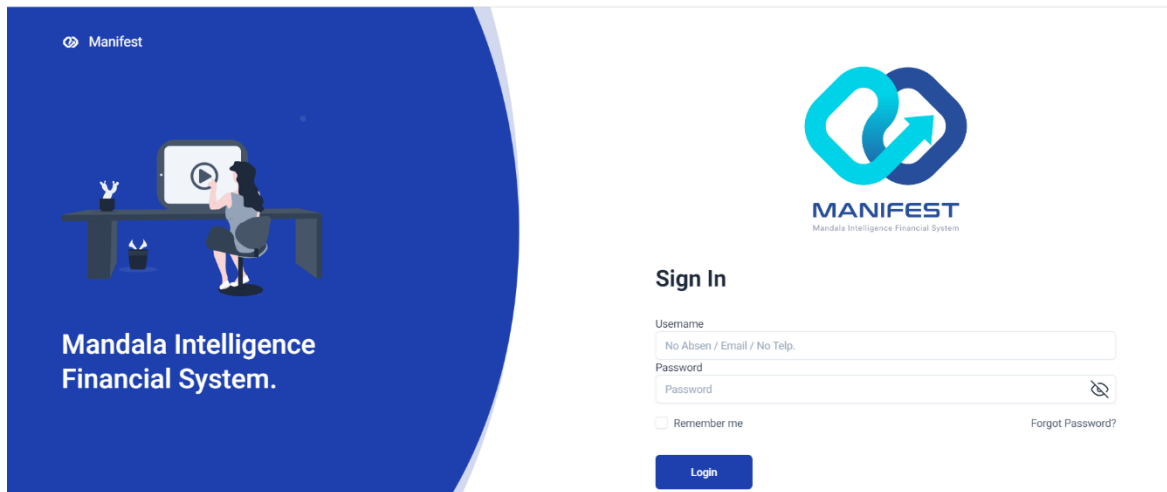 Manifest
Mandala Intelligence
Financial System.
MANIFEST
Mandala Intelligence Financial System
Sign In
Username
No Absen / Email / No Telp.
Password
Password
Remember me
Forgot Password?
Login